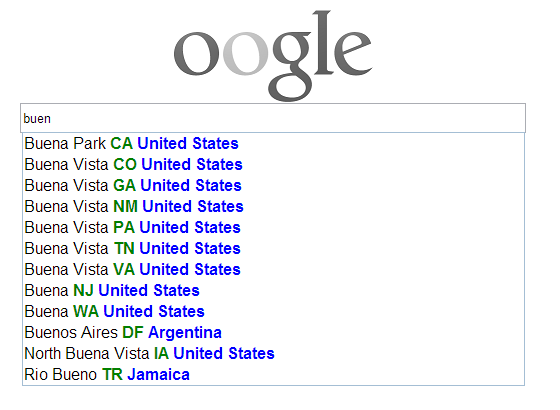 oogle
buen
Buena Park CA United States
Buena Vista CO United States
Buena Vista GA United States
Buena Vista NM United States
Buena Vista PA United States
Buena Vista TN United States
Buena Vista VA United States
Buena NJ United States
Buena WA United States
Buenos Aires DF Argentina
North Buena Vista IA United States
Rio Bueno TR Jamaica